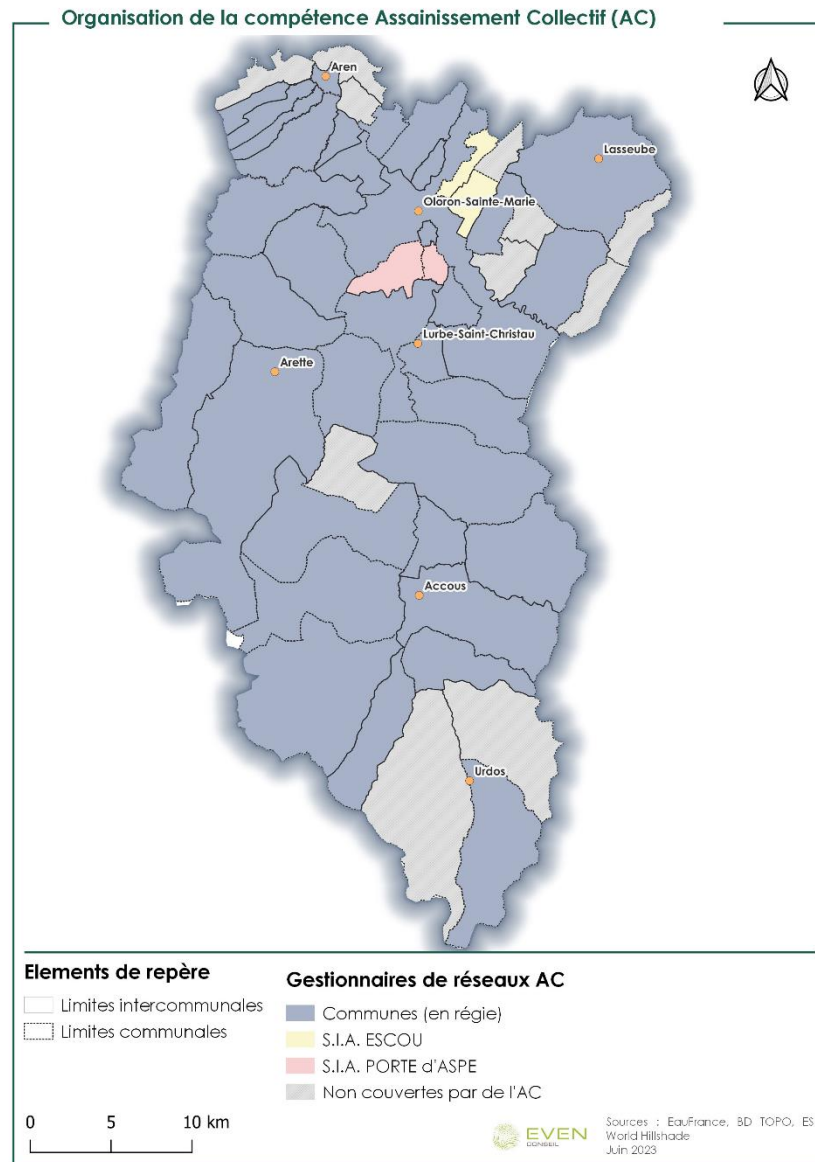 Organisation de la compétence Assainissement Collectif (AC)
Aren
Lasseube
Oloron-Sainte-Marie
Lurbe-Saint-Christau
Arette
Accous
Urdos
Elements de repère
Limites intercommunales
Limites communales
Gestionnaires de réseaux AC
Communes (en régie)
S.I.A. ESCOU
S.I.A. PORTE d'ASPE
Non couvertes par de l'AC
0 5 10 km
EVEN
CONSEIL
Sources : EauFrance, BD TOPO, ES
World Hillshade
Juin 2023